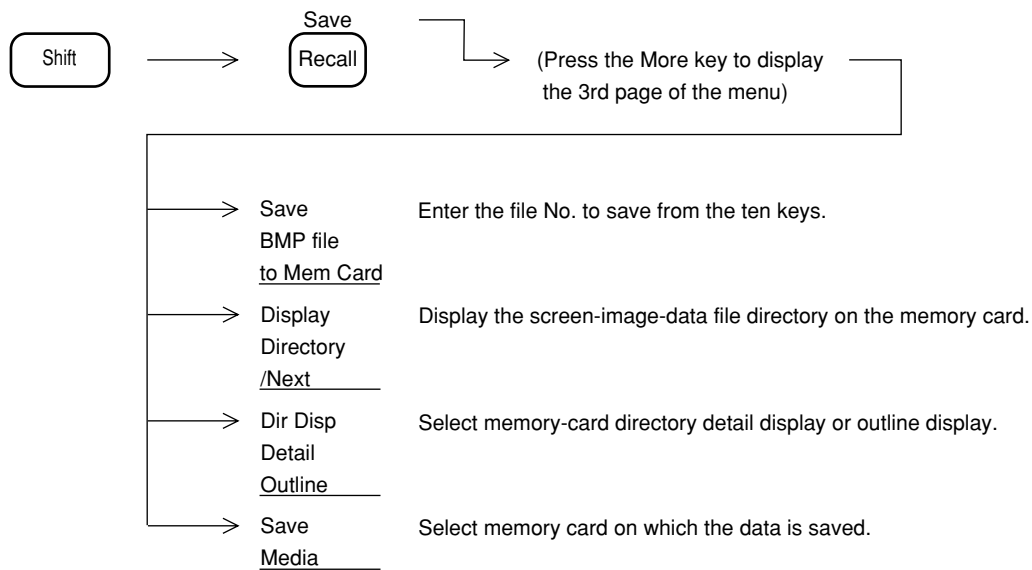 Save
Shift
Recall
(Press the More key to display
the 3rd page of the menu)
Save
BMP file
to Mem Card
Enter the file No. to save from the ten keys.
Display
Directory
/Next
Display the screen-image-data file directory on the memory card.
Dir Disp
Detail
Outline
Select memory-card directory detail display or outline display.
Save
Media
Select memory card on which the data is saved.